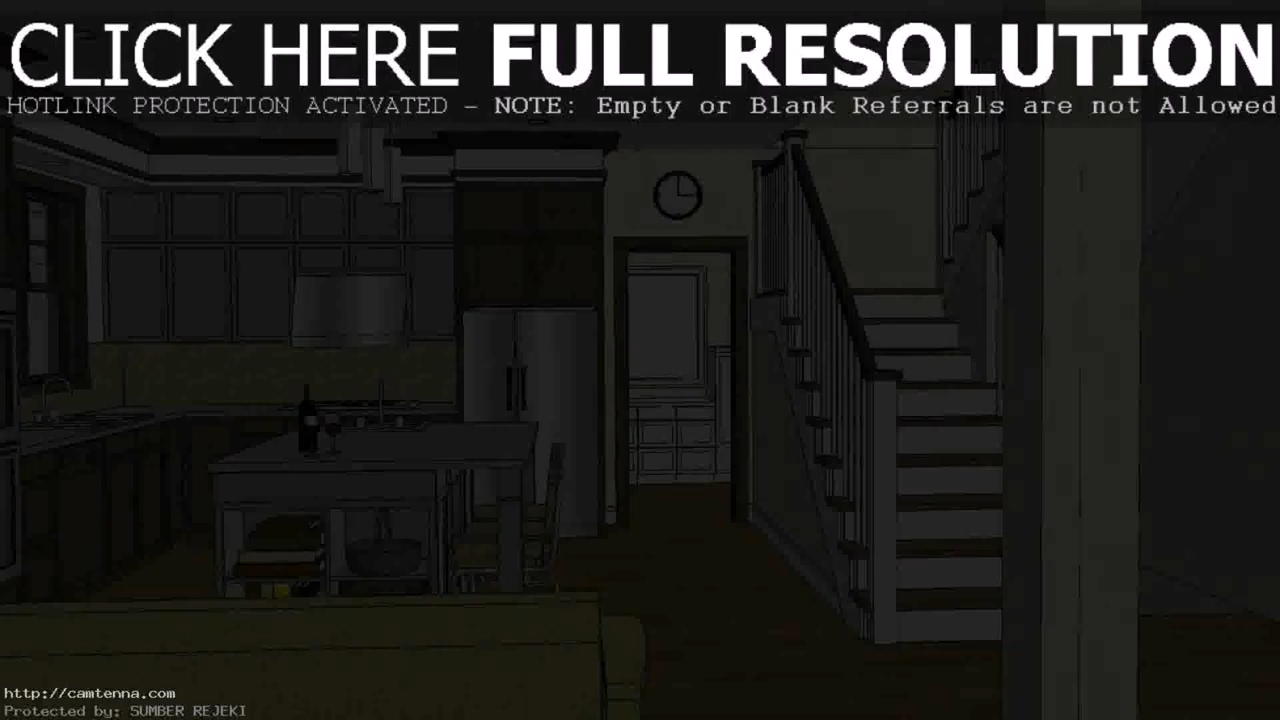 CLICK HERE FULL RESOLUTION
HOTLINK PROTECTION ACTIVATED - NOTE: Empty or Blank Referrals are not Allowed
http://camtenna.com
Protected by: SUMBER REJEKI